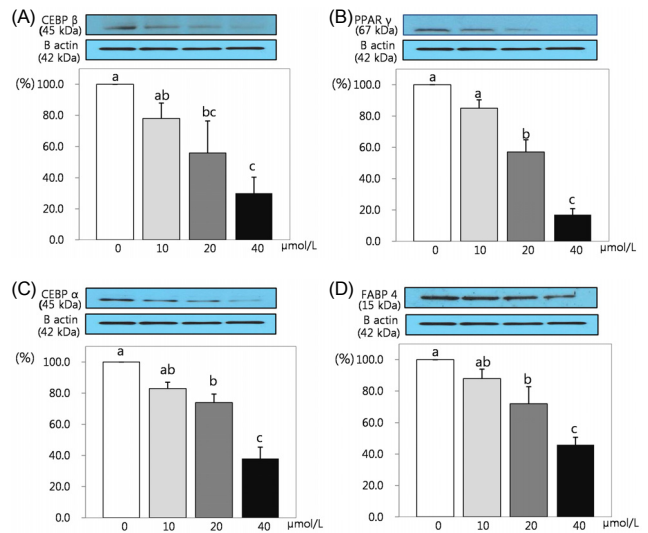 (A) CEBP β
(45 kDa)
B actin
(42 kDa)
(%) 100.0
80.0
60.0
40.0
20.0
0.0
a
ab
bc
c
0 10 20 40 μmol/L
(B) PPAR γ
(67 kDa)
B actin
(42 kDa)
(%) 100.0
80.0
60.0
40.0
20.0
0.0
a
a
b
c
0 10 20 40 μmol/L
(C) CEBP α
(45 kDa)
B actin
(42 kDa)
(%) 100.0
80.0
60.0
40.0
20.0
0.0
a
ab
b
c
0 10 20 40 μmol/L
(D) FABP 4
(15 kDa)
B actin
(42 kDa)
(%) 100.0
80.0
60.0
40.0
20.0
0.0
a
ab
b
c
0 10 20 40 μmol/L